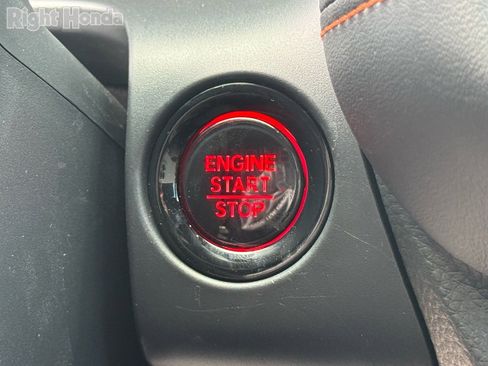 Right Honda
ENGINE
START
STOP